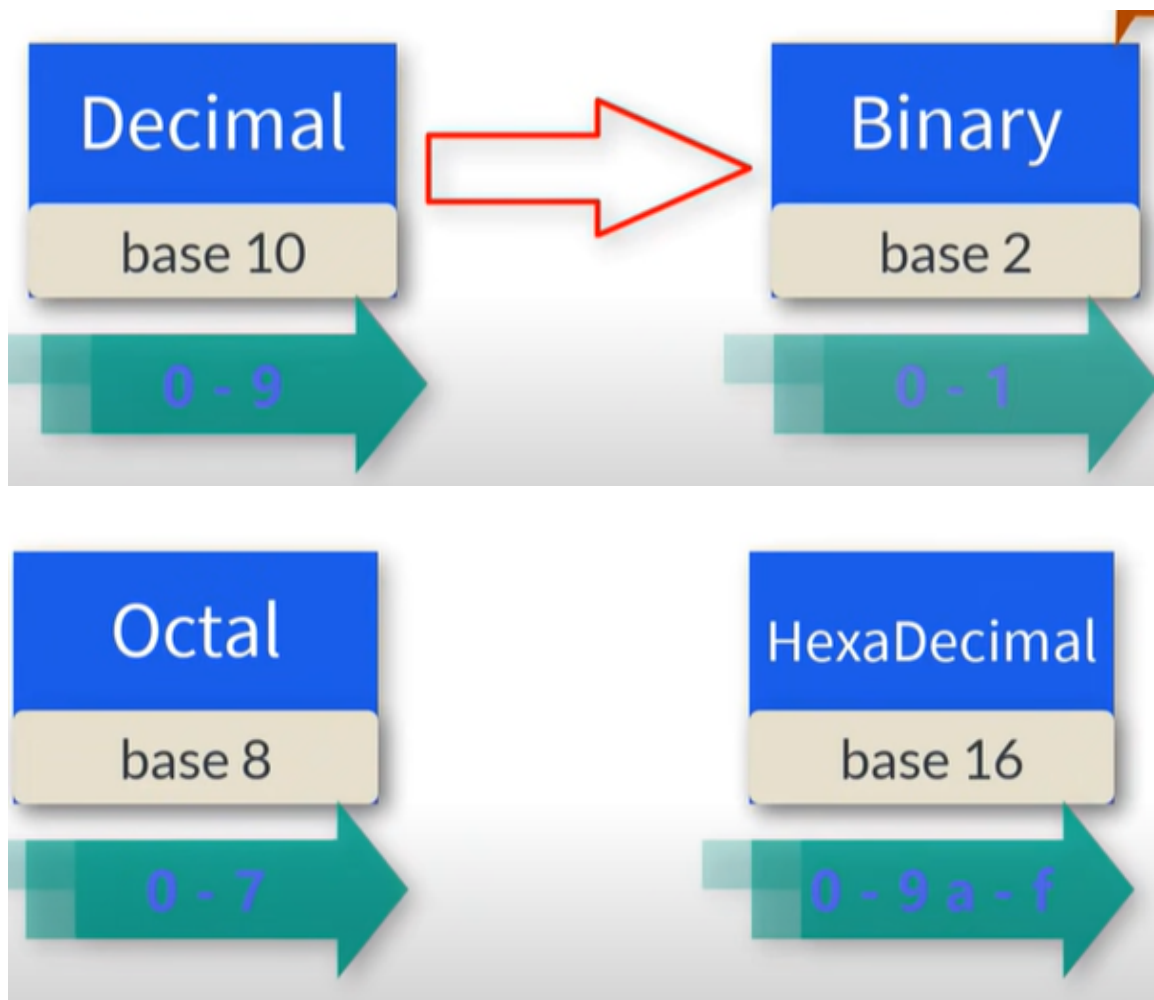 Decimal
Binary
base 10
base 2
0 - 9
0 - 1
Octal
HexaDecimal
base 8
base 16
0 - 7
0 - 9 a - f